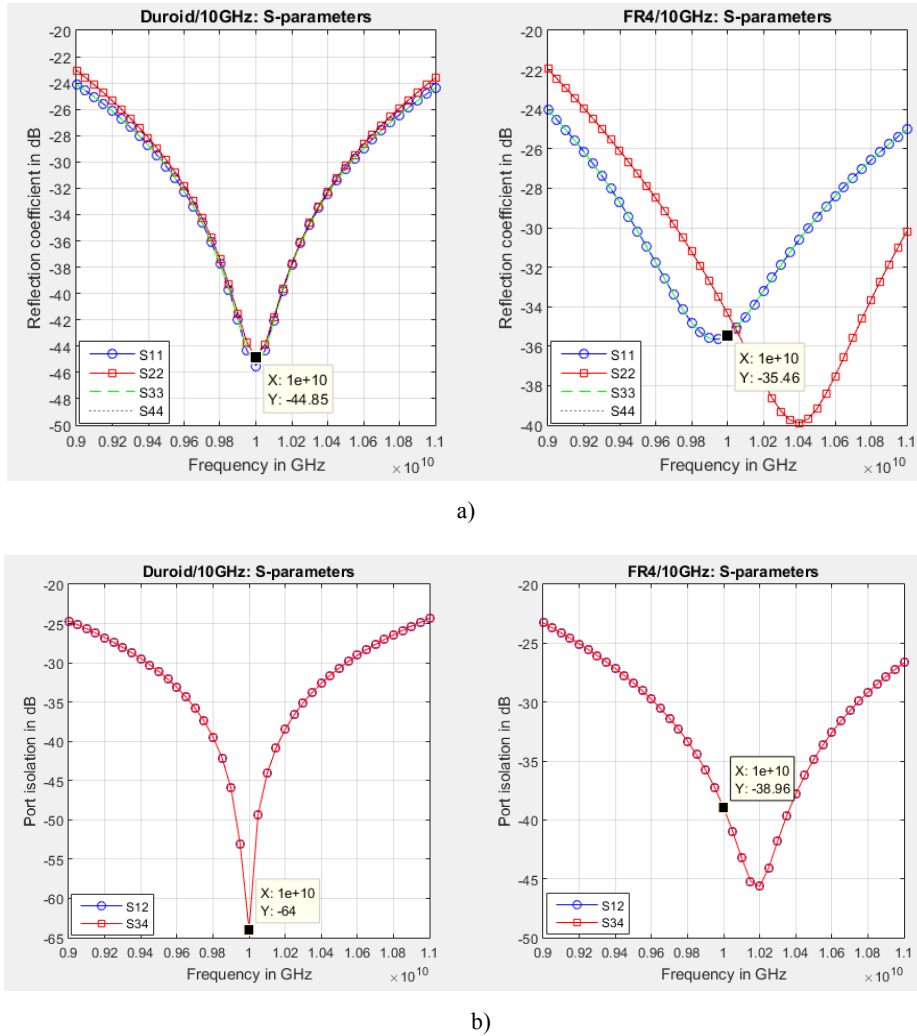 Duroid/10GHz: S-parameters
-20
-22
-24
-26
-28
-30
-32
-34
-36
-38
-40
-42
-44
-46
-48
-50
Reflection coefficient in dB
S11
S22
S33
S44
X: 1e+10
Y: -44.85
0.9 0.92 0.94 0.96 0.98 1 1.02 1.04 1.06 1.08 1.1
Frequency in GHz
×10^10
FR4/10GHz: S-parameters
-20
-22
-24
-26
-28
-30
-32
-34
-36
-38
-40
Reflection coefficient in dB
S11
S22
S33
S44
X: 1e+10
Y: -35.46
0.9 0.92 0.94 0.96 0.98 1 1.02 1.04 1.06 1.08 1.1
Frequency in GHz
×10^10
a)
Duroid/10GHz: S-parameters
-20
-25
-30
-35
-40
-45
-50
-55
-60
-65
Port isolation in dB
X: 1e+10
Y: -64
S12
S34
0.9 0.92 0.94 0.96 0.98 1 1.02 1.04 1.06 1.08 1.1
Frequency in GHz
×10^10
FR4/10GHz: S-parameters
-20
-25
-30
-35
-40
-45
-50
Port isolation in dB
X: 1e+10
Y: -38.96
S12
S34
0.9 0.92 0.94 0.96 0.98 1 1.02 1.04 1.06 1.08 1.1
Frequency in GHz
×10^10
b)